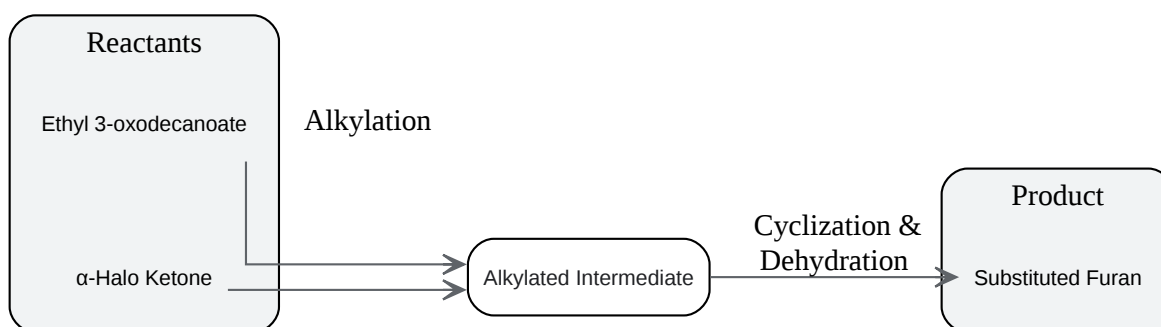 Reactants
Ethyl 3-oxodecanoate
Alkylation
α-Halo Ketone
Alkylated Intermediate
Cyclization &
Dehydration
Product
Substituted Furan